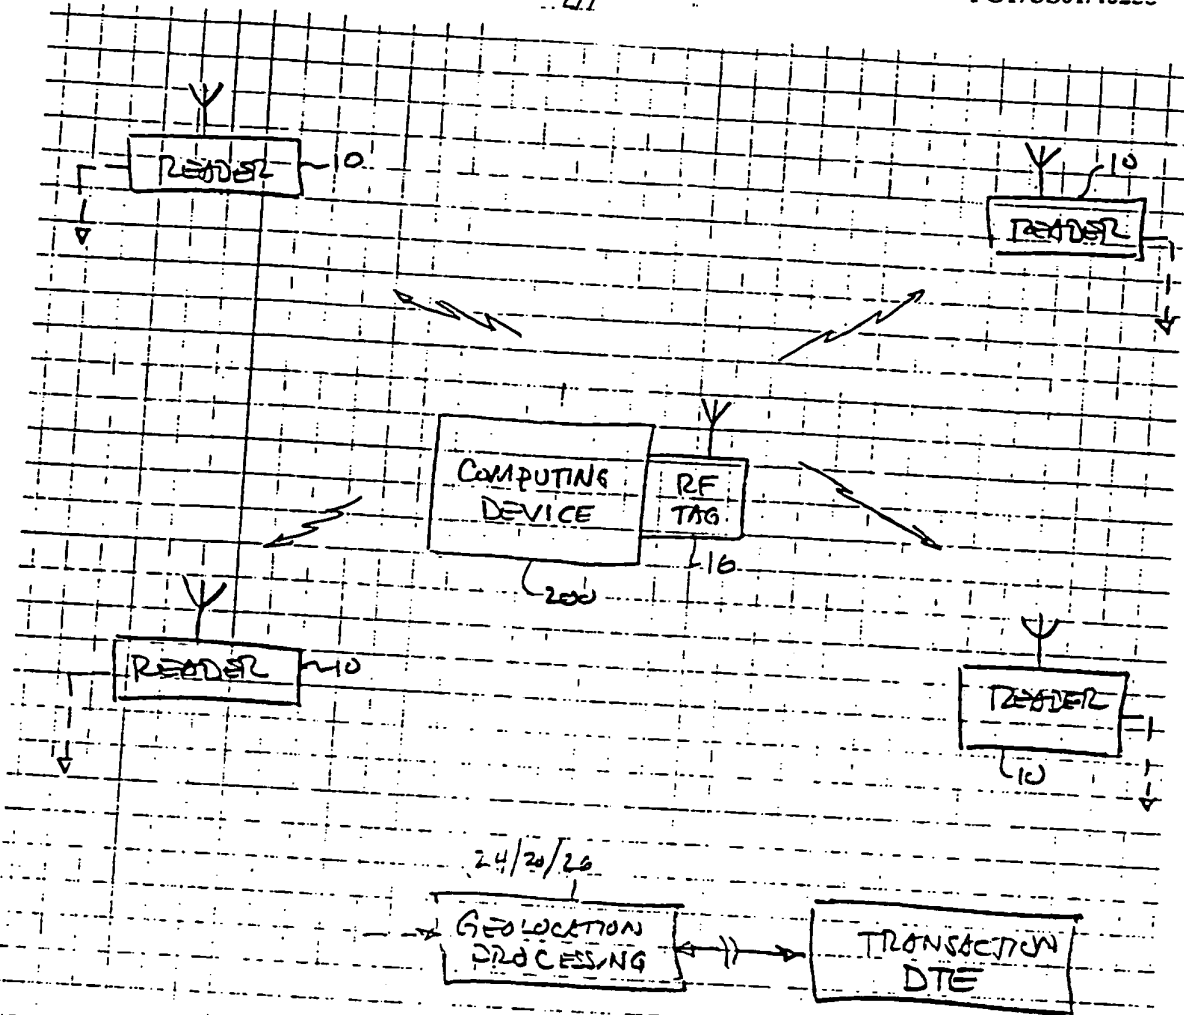 READER
10
10
READER
COMPUTING
DEVICE
RF
TAG
16
200
READER
10
READER
10
24/20/26
GEOLOCATION
PROCESSING
TRANSACTION
DTE